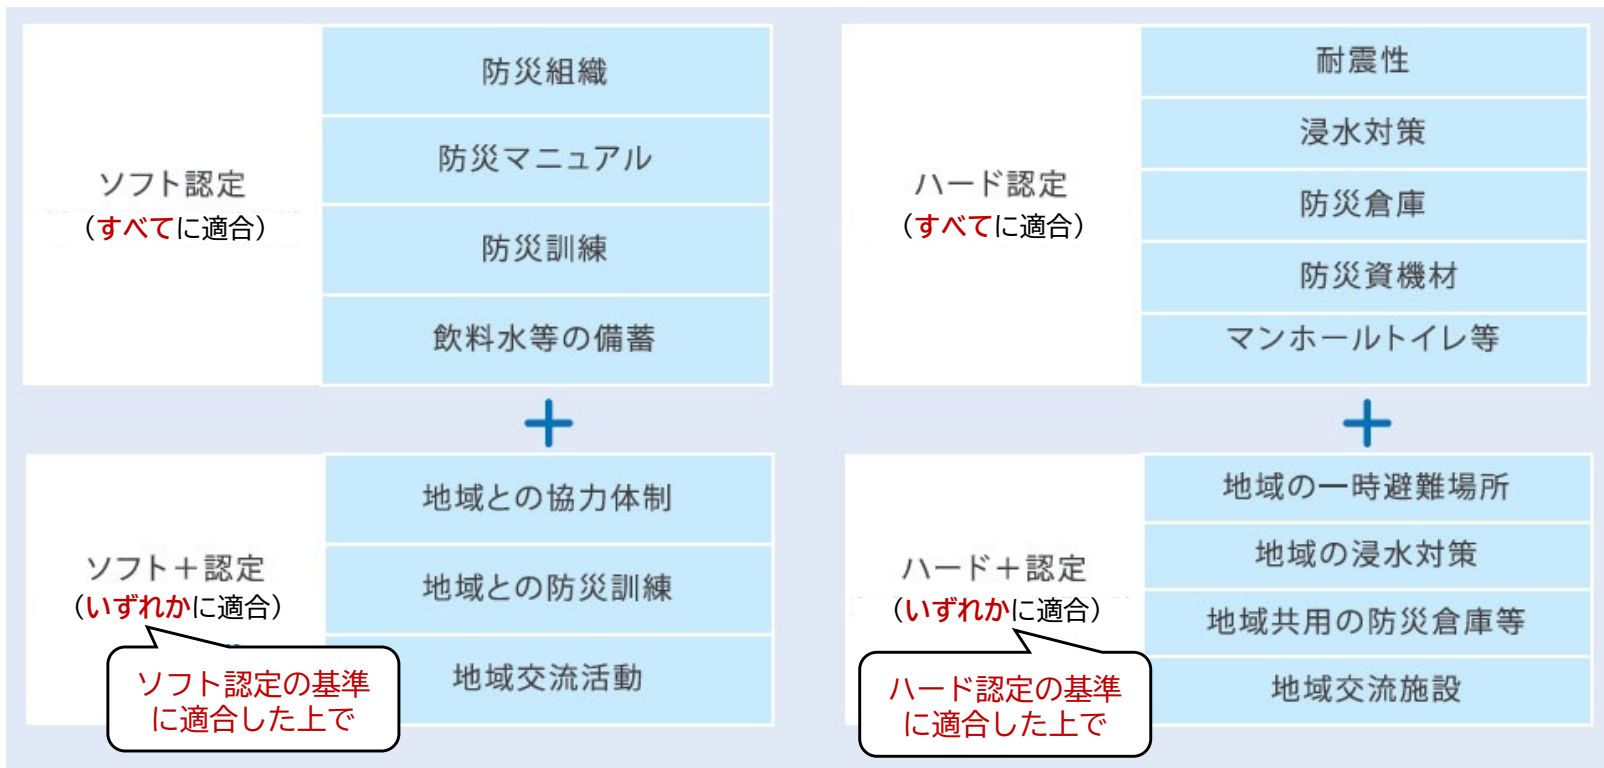 ソフト認定
（すべてに適合）
防災組織
防災マニュアル
防災訓練
飲料水等の備蓄
＋
ソフト＋認定
（いずれかに適合）
ソフト認定の基準
に適合した上で
地域との協力体制
地域との防災訓練
地域交流活動
ハード認定
（すべてに適合）
耐震性
浸水対策
防災倉庫
防災資機材
マンホールトイレ等
＋
ハード＋認定
（いずれかに適合）
ハード認定の基準
に適合した上で
地域の一時避難場所
地域の浸水対策
地域共用の防災倉庫等
地域交流施設